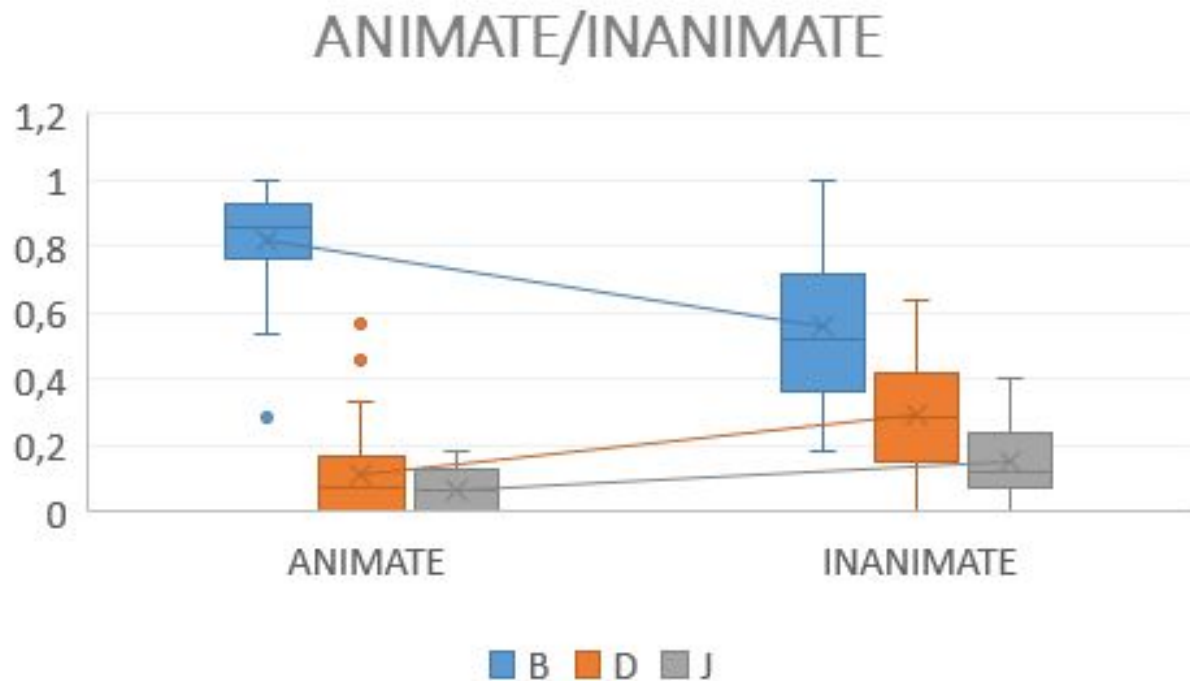 ANIMATE/INANIMATE
1,2
1
0,8
0,6
0,4
0,2
0
ANIMATE INANIMATE
B D J